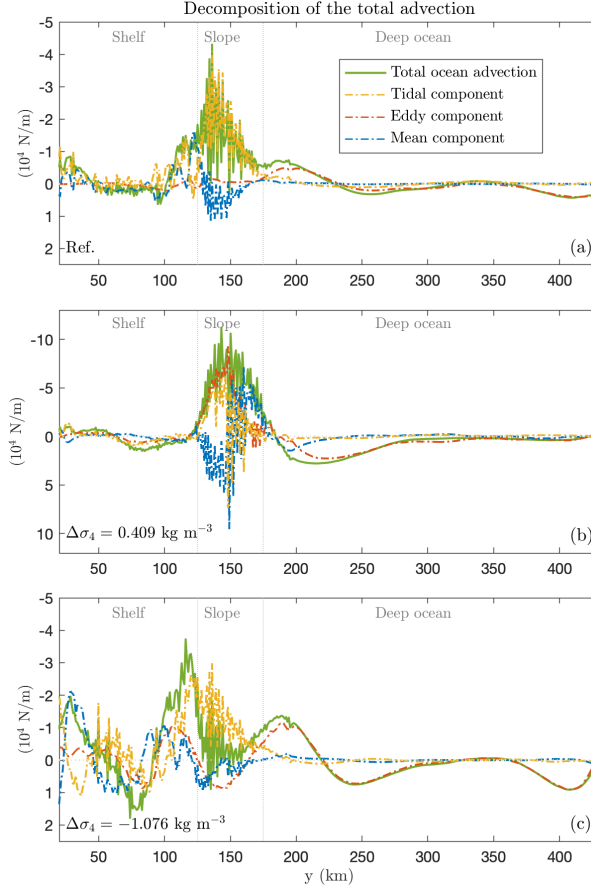 Decomposition of the total advection
-5
-4
-3
-2
-1
0
1
2
(10⁴ N/m)
Shelf
Slope
Deep ocean
Total ocean advection
Tidal component
Eddy component
Mean component
Ref.
(a)
50 100 150 200 250 300 350 400
-10
-5
0
5
10
(10⁴ N/m)
Shelf
Slope
Deep ocean
Δσ₄ = 0.409 kg m⁻³
(b)
50 100 150 200 250 300 350 400
-5
-4
-3
-2
-1
0
1
2
(10⁴ N/m)
Shelf
Slope
Deep ocean
Δσ₄ = −1.076 kg m⁻³
(c)
50 100 150 200 250 300 350 400
y (km)